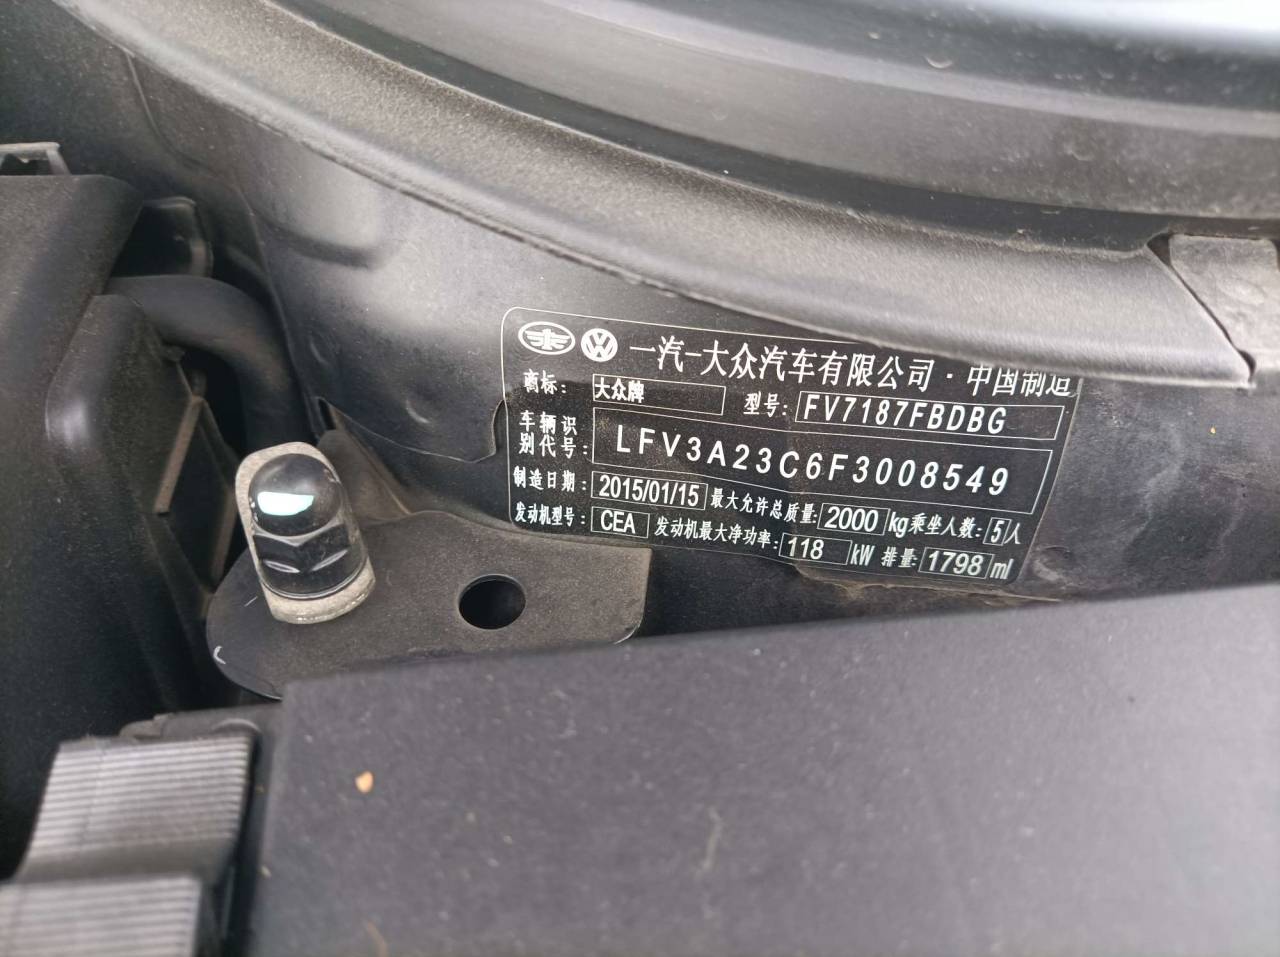 一汽-大众汽车有限公司·中国制造
商标: 大众牌 型号: FV7187FBDBG
车辆识别代号: LFV3A23C6F3008549
制造日期: 2015/01/15 最大允许总质量: 2000 kg 乘坐人数: 5 人
发动机型号: CEA 发动机最大净功率: 118 kW 排量: 1798 ml